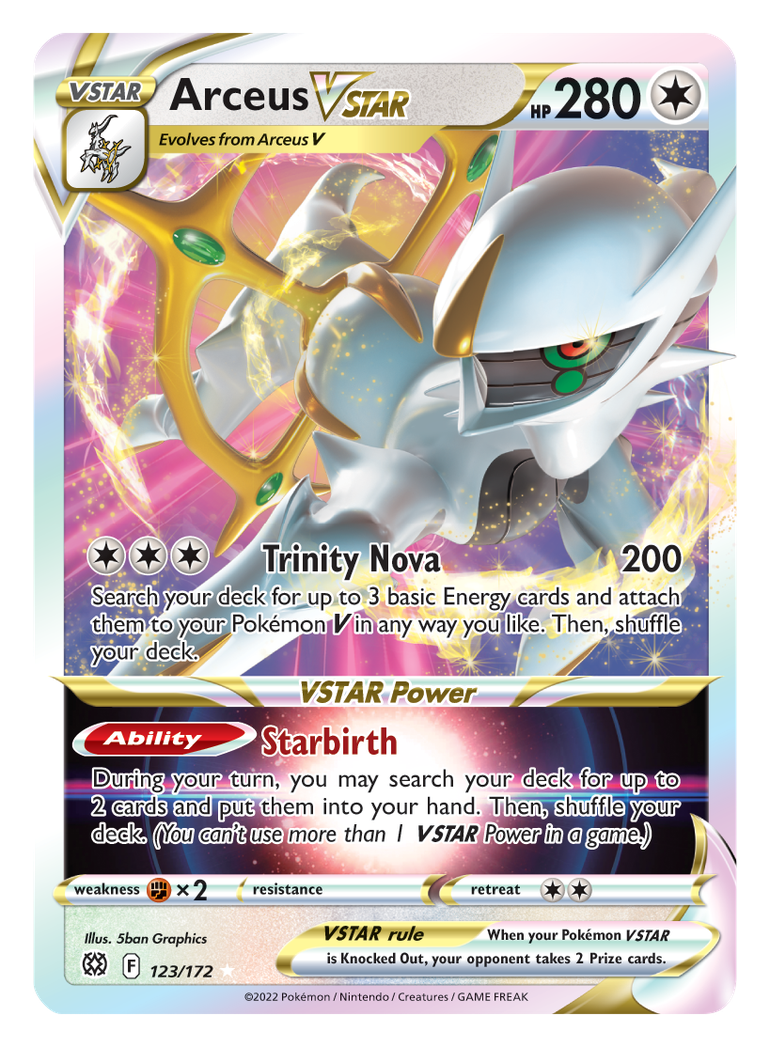 VSTAR
Arceus VSTAR
HP 280
Evolves from Arceus V
Trinity Nova 200
Search your deck for up to 3 basic Energy cards and attach
them to your Pokémon V in any way you like. Then, shuffle
your deck.
VSTAR Power
Ability Starbirth
During your turn, you may search your deck for up to
2 cards and put them into your hand. Then, shuffle your
deck. (You can't use more than 1 VSTAR Power in a game.)
weakness ×2 resistance retreat
Illus. 5ban Graphics
F 123/172
VSTAR rule When your Pokémon VSTAR
is Knocked Out, your opponent takes 2 Prize cards.
©2022 Pokémon / Nintendo / Creatures / GAME FREAK